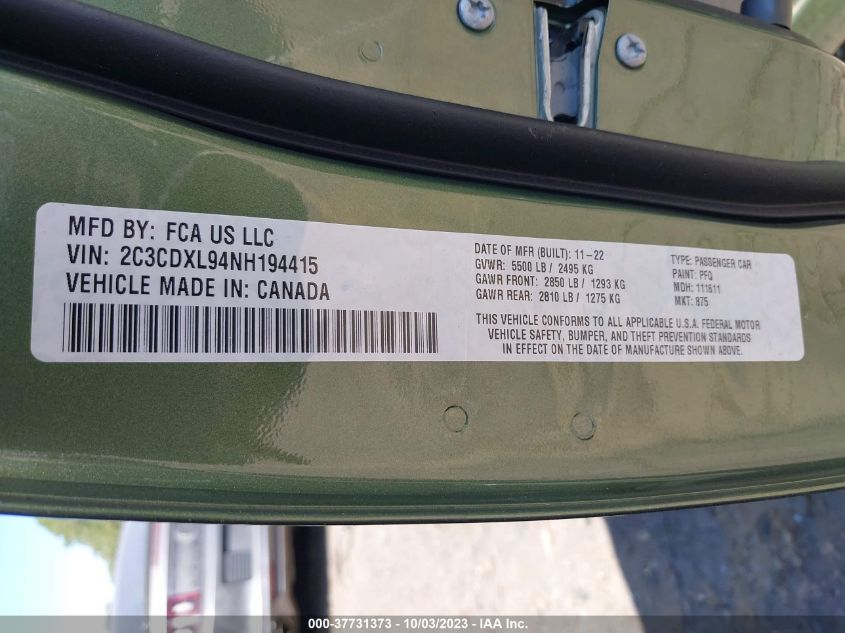 MFD BY: FCA US LLC
VIN: 2C3CDXL94NH194415
VEHICLE MADE IN: CANADA
DATE OF MFR (BUILT): 11-22
GVWR: 5500 LB / 2495 KG
GAWR FRONT: 2850 LB / 1293 KG
GAWR REAR: 2810 LB / 1275 KG
TYPE: PASSENGER CAR
PAINT: PFQ
MDH: 111611
MKT: 875
THIS VEHICLE CONFORMS TO ALL APPLICABLE U.S.A. FEDERAL MOTOR
VEHICLE SAFETY, BUMPER, AND THEFT PREVENTION STANDARDS
IN EFFECT ON THE DATE OF MANUFACTURE SHOWN ABOVE.
000-37731373 - 10/03/2023 - IAA Inc.